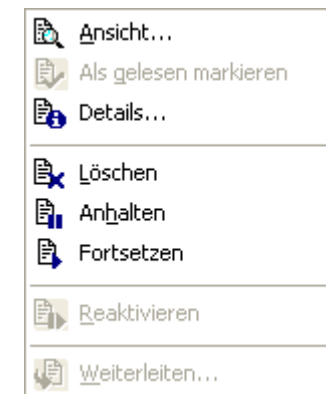 Ansicht...
Als gelesen markieren
Details...
Löschen
Anhalten
Fortsetzen
Reaktivieren
Weiterleiten...